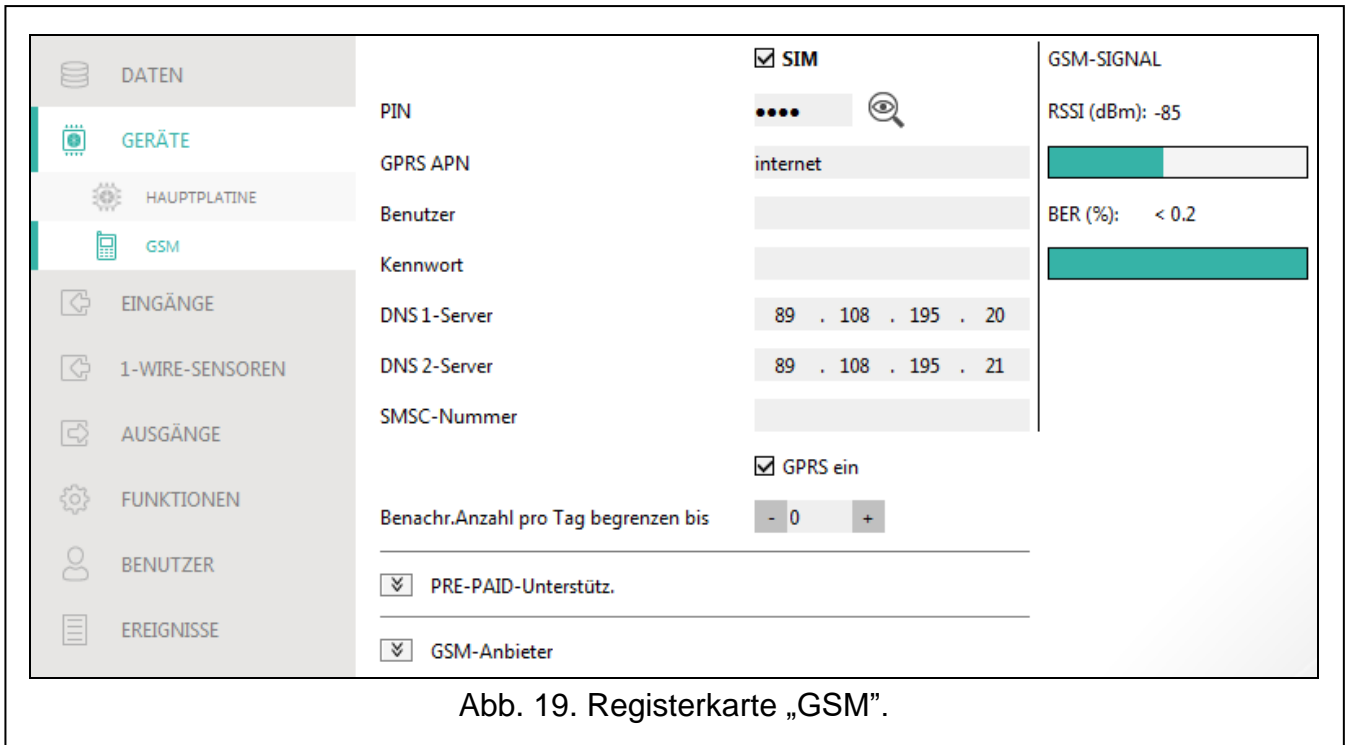 DATEN
GERÄTE
HAUPTPLATINE
GSM
EINGÄNGE
1-WIRE-SENSOREN
AUSGÄNGE
FUNKTIONEN
BENUTZER
EREIGNISSE
SIM
PIN ••••
GPRS APN internet
Benutzer
Kennwort
DNS 1-Server 89 . 108 . 195 . 20
DNS 2-Server 89 . 108 . 195 . 21
SMSC-Nummer
GPRS ein
Benachr.Anzahl pro Tag begrenzen bis - 0 +
PRE-PAID-Unterstütz.
GSM-Anbieter
GSM-SIGNAL
RSSI (dBm): -85
BER (%): < 0.2
Abb. 19. Registerkarte „GSM”.